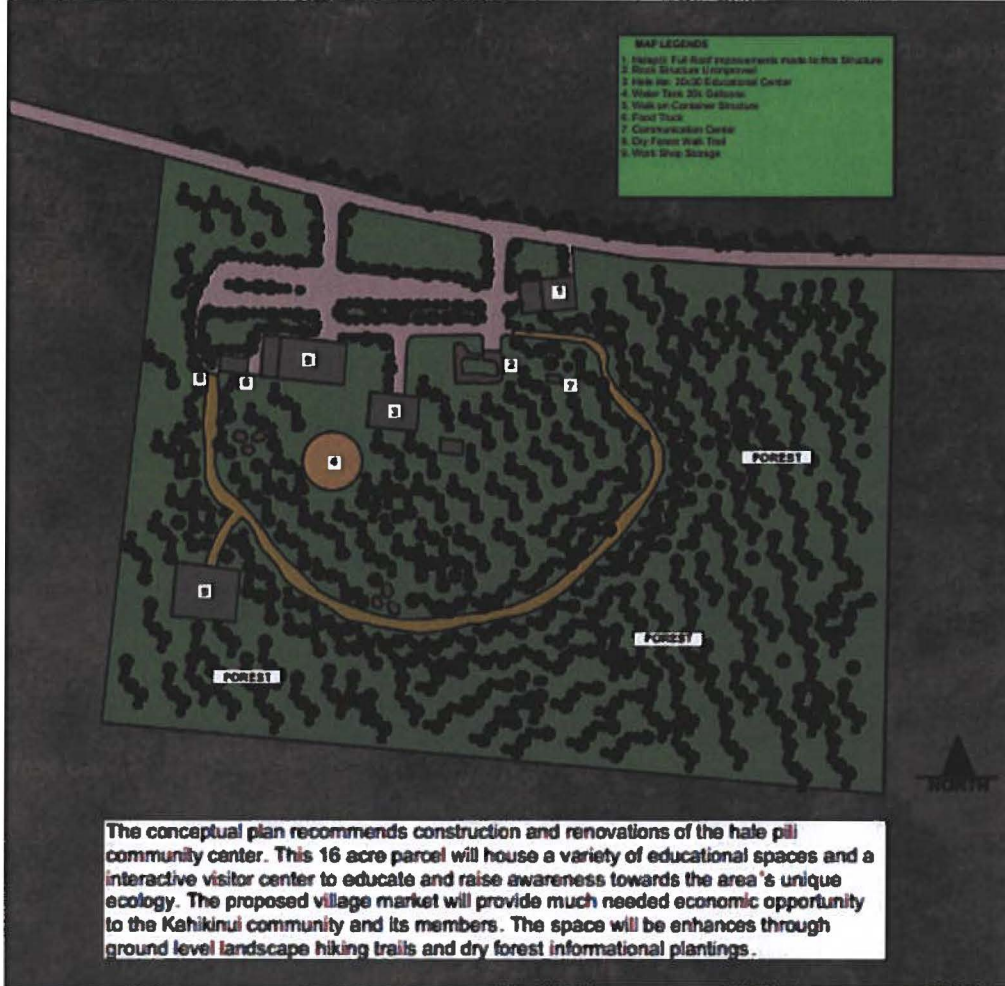 MAP LEGENDS
1. Halepili Full Roof Improvements made to this Structure
2. Rock Structure Unimproved
3. Hale 20x30 Educational Center
4. Water Tank 30k Gallons
5. Walk on Container Structure
6. Food Truck
7. Communication Center
8. Dry Forest Walk Trail
9. Work Shop Storage
1
2
3
4
6
7
9
FOREST
FOREST
FOREST
NORTH
The conceptual plan recommends construction and renovations of the hale pili
community center. This 16 acre parcel will house a variety of educational spaces and a
interactive visitor center to educate and raise awareness towards the area's unique
ecology. The proposed village market will provide much needed economic opportunity
to the Kahikinui community and its members. The space will be enhances through
ground level landscape hiking trails and dry forest informational plantings.